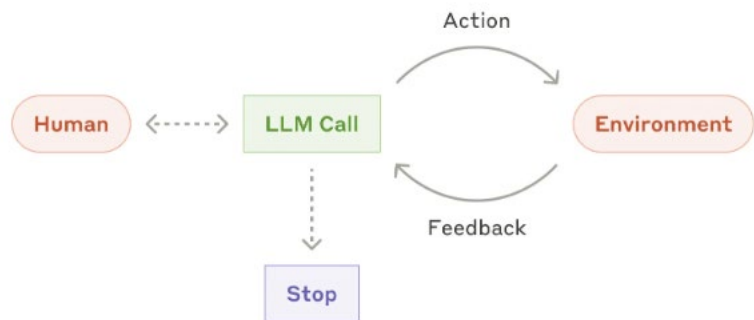 Action
Human
LLM Call
Environment
Feedback
Stop